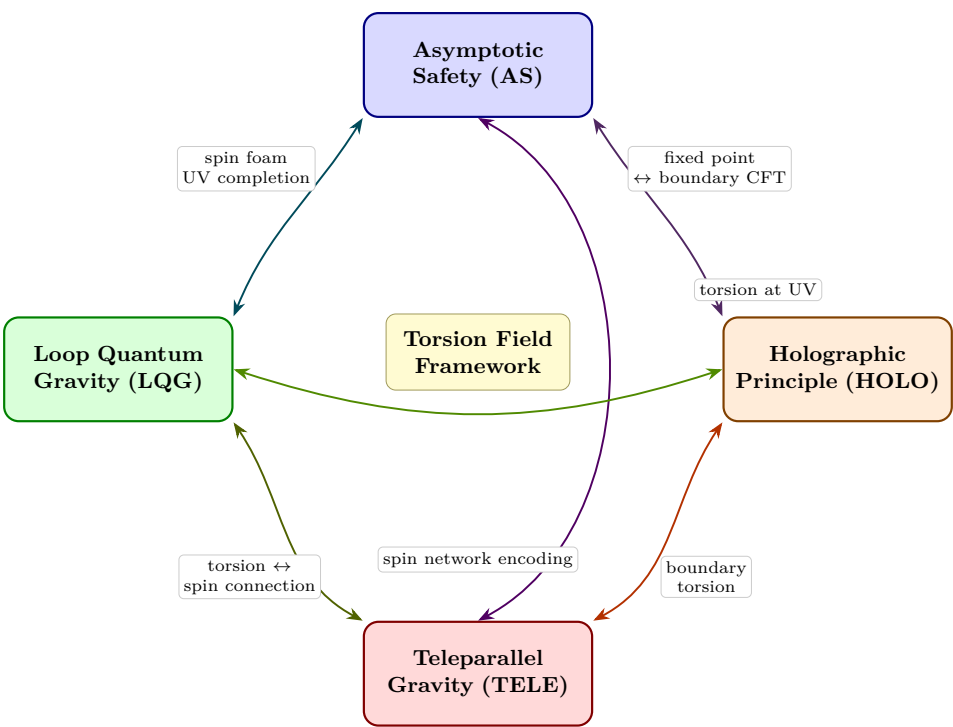 Asymptotic
Safety (AS)
spin foam
UV completion
fixed point
↔ boundary CFT
torsion at UV
Loop Quantum
Gravity (LQG)
Torsion Field
Framework
Holographic
Principle (HOLO)
spin network encoding
torsion ↔
spin connection
boundary
torsion
Teleparallel
Gravity (TELE)